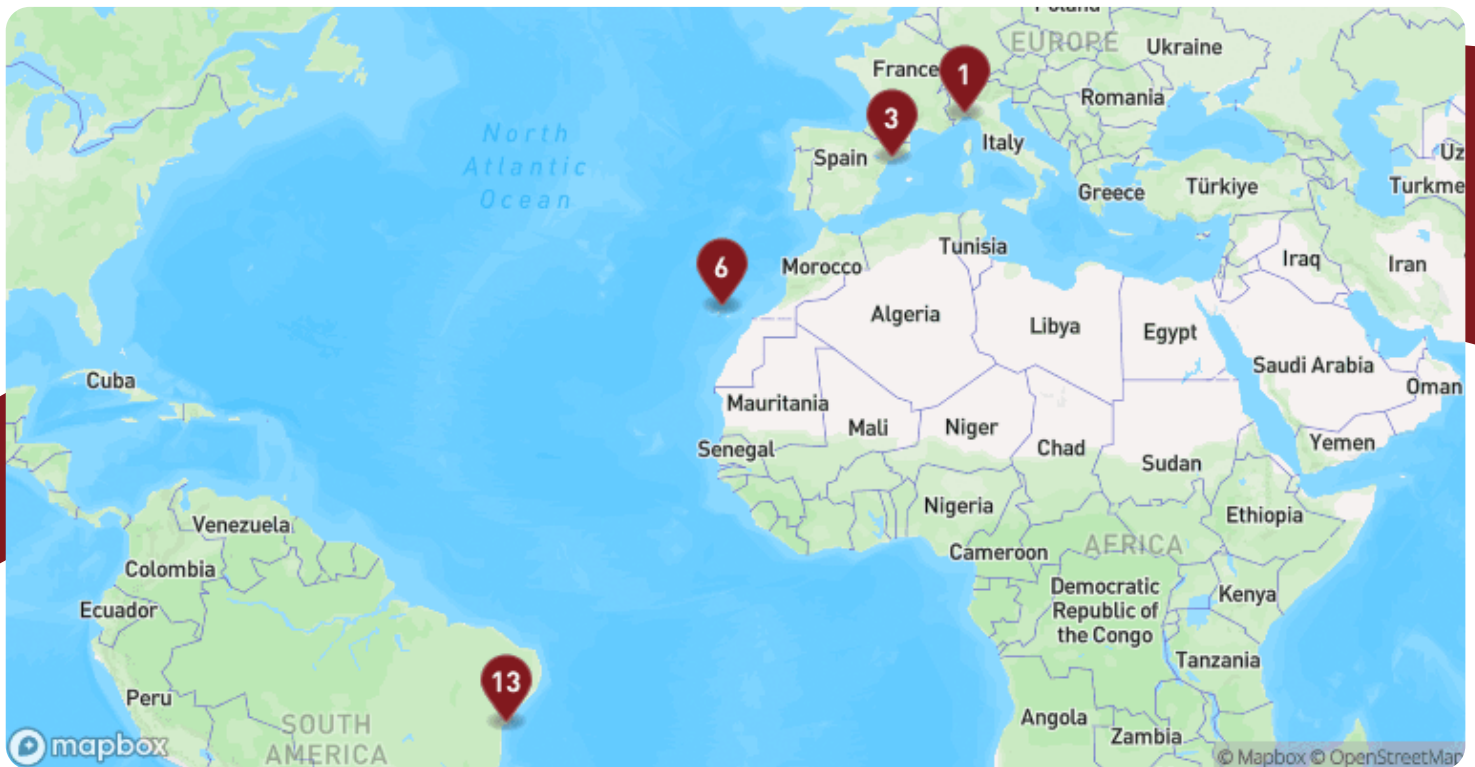 Poland
EUROPE
Ukraine
France
1
Romania
3
North
Atlantic
Ocean
Italy
Spain
Uz
Türkiye
Turkme
Greece
Tunisia
6
Morocco
Iraq
Iran
Algeria
Libya
Egypt
Saudi Arabia
Cuba
Oman
Mauritania
Mali
Niger
Chad
Yemen
Senegal
Sudan
Nigeria
Ethiopia
Venezuela
Cameroon
AFRICA
Colombia
Democratic
Republic of
the Congo
Kenya
Ecuador
Tanzania
13
Peru
Angola
SOUTH
AMERICA
Zambia
mapbox
© Mapbox © OpenStreetMap